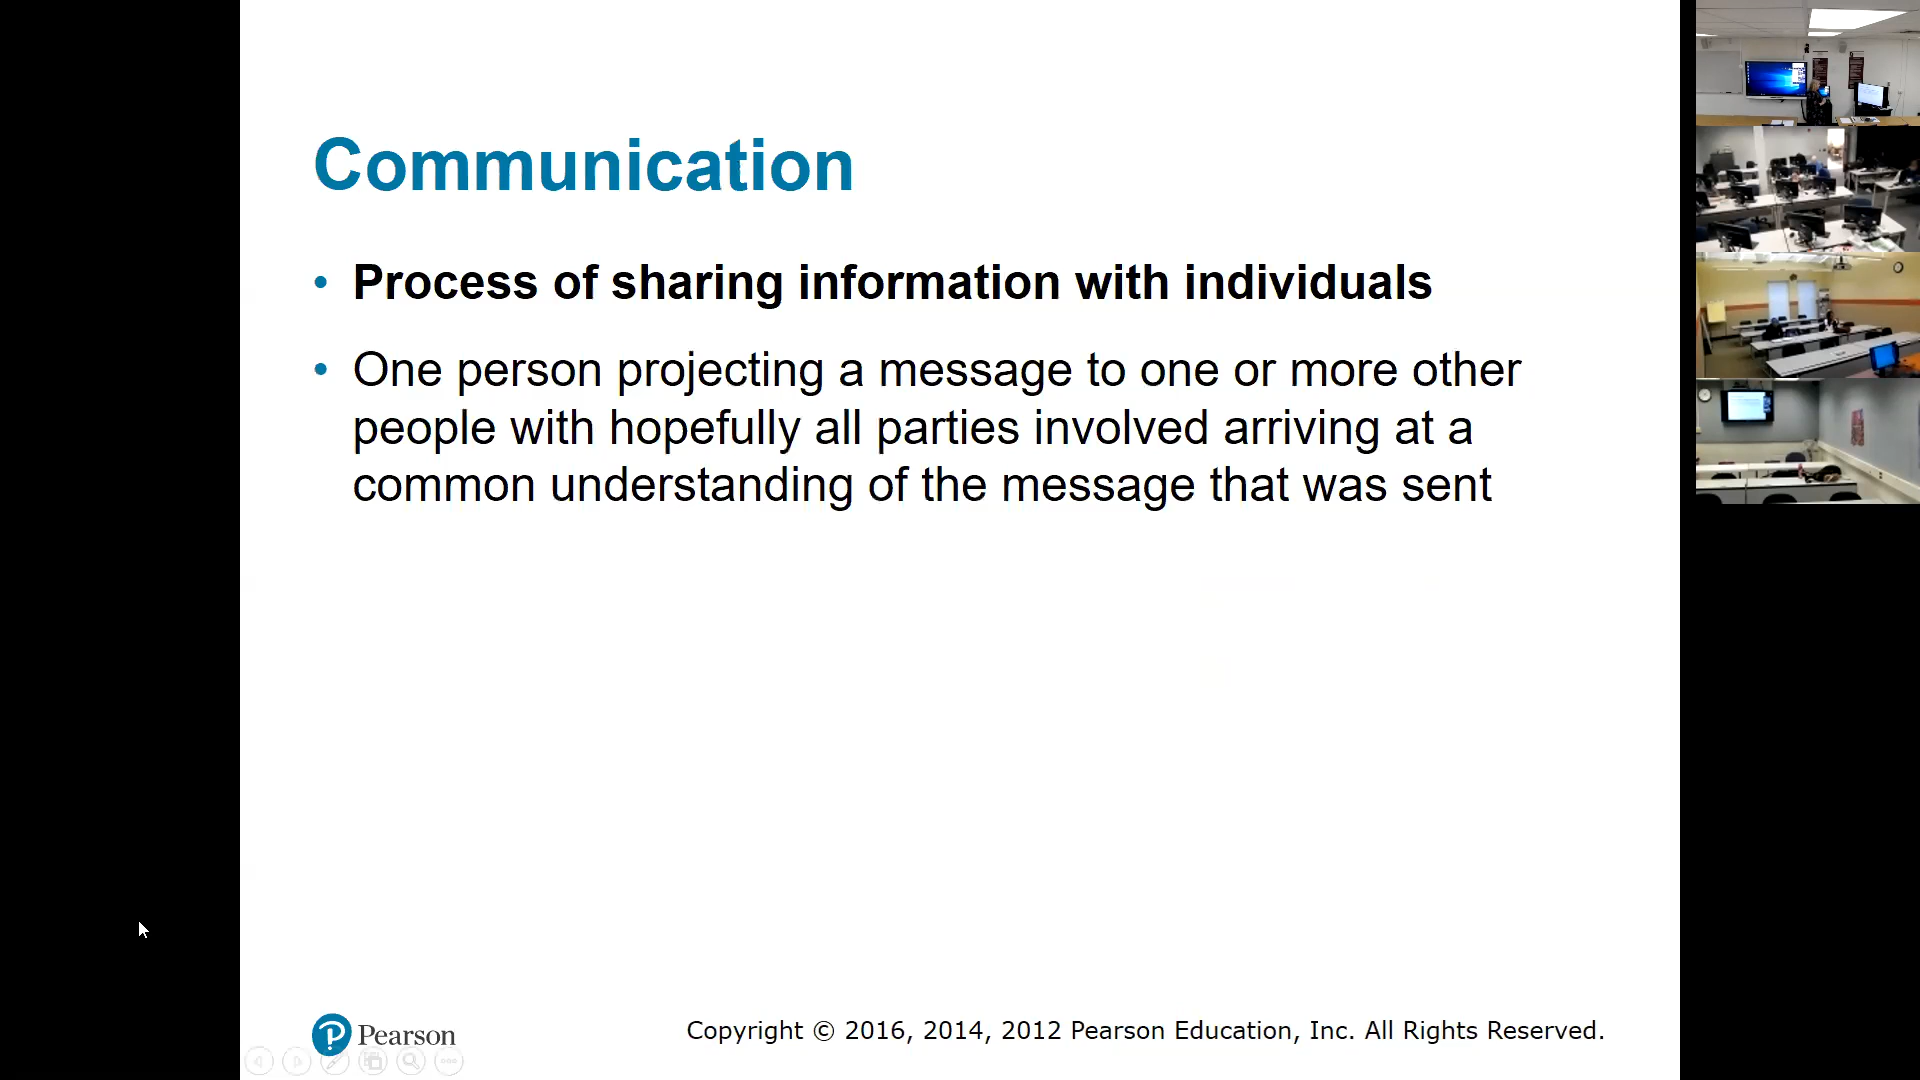 Communication
• Process of sharing information with individuals
• One person projecting a message to one or more other
people with hopefully all parties involved arriving at a
common understanding of the message that was sent
Pearson
Copyright © 2016, 2014, 2012 Pearson Education, Inc. All Rights Reserved.